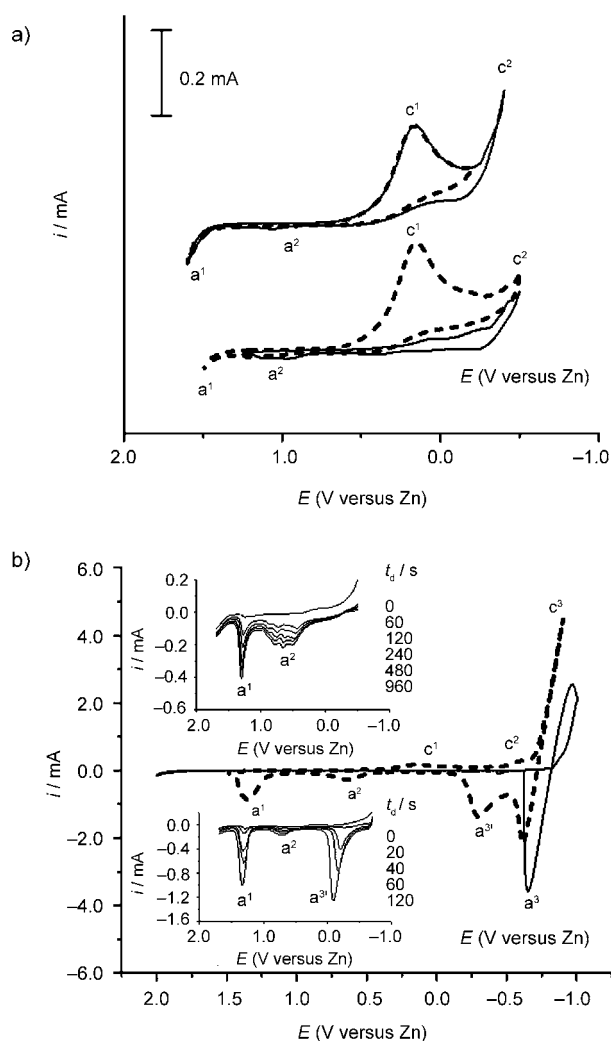 a)
0.2 mA
c²
c¹
i / mA
a¹
a²
c¹
c²
a¹
a²
E (V versus Zn)
2.0 1.0 0.0 –1.0
E (V versus Zn)
b)
6.0
4.0
2.0
0.0
–2.0
–4.0
–6.0
i / mA
0.2
0.0
–0.2
–0.4
–0.6
i / mA
a¹
a²
2.0 1.0 0.0 –1.0
E (V versus Zn)
t_d / s
0
60
120
240
480
960
c³
c¹
c²
a¹
a²
a³'
a³
0.0
–0.4
–0.8
–1.2
–1.6
i / mA
a¹
a²
a³'
2.0 1.0 0.0 –1.0
E (V versus Zn)
t_d / s
0
20
40
60
120
E (V versus Zn)
2.0 1.5 1.0 0.5 0.0 –0.5 –1.0
E (V versus Zn)